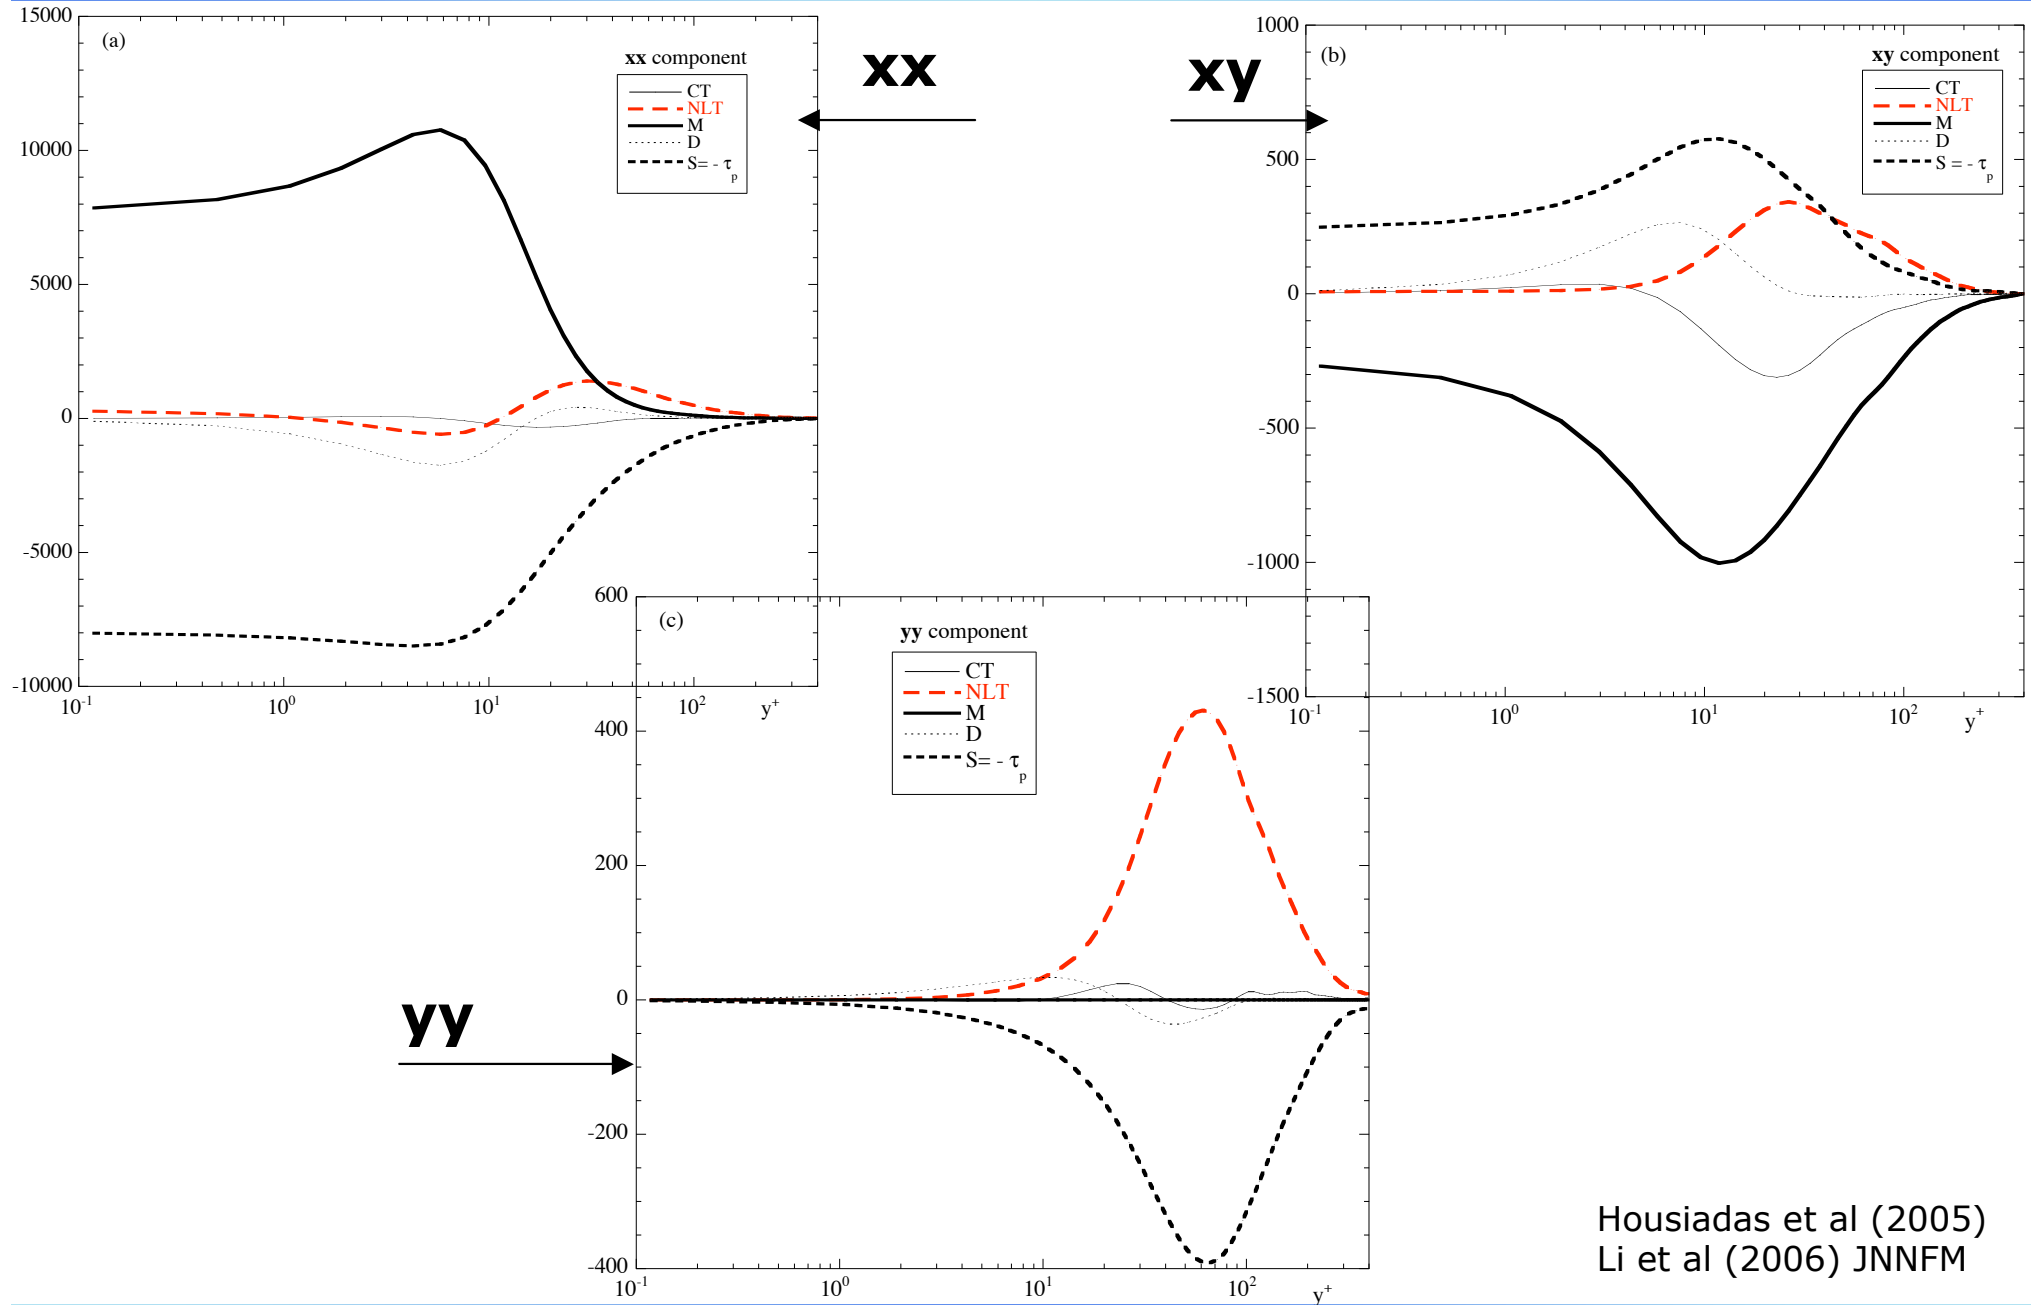 (a)
xx component
CT
NLT
M
D
S= - τp
15000
10000
5000
0
-5000
-10000
10-1
100
101
102
y+
xx
xy
(b)
xy component
CT
NLT
M
D
S = - τp
1000
500
0
-500
-1000
-1500
10-1
100
101
102
y+
yy
(c)
yy component
CT
NLT
M
D
S= - τp
600
400
200
0
-200
-400
10-1
100
101
102
y+
Housiadas et al (2005)
Li et al (2006) JNNFM